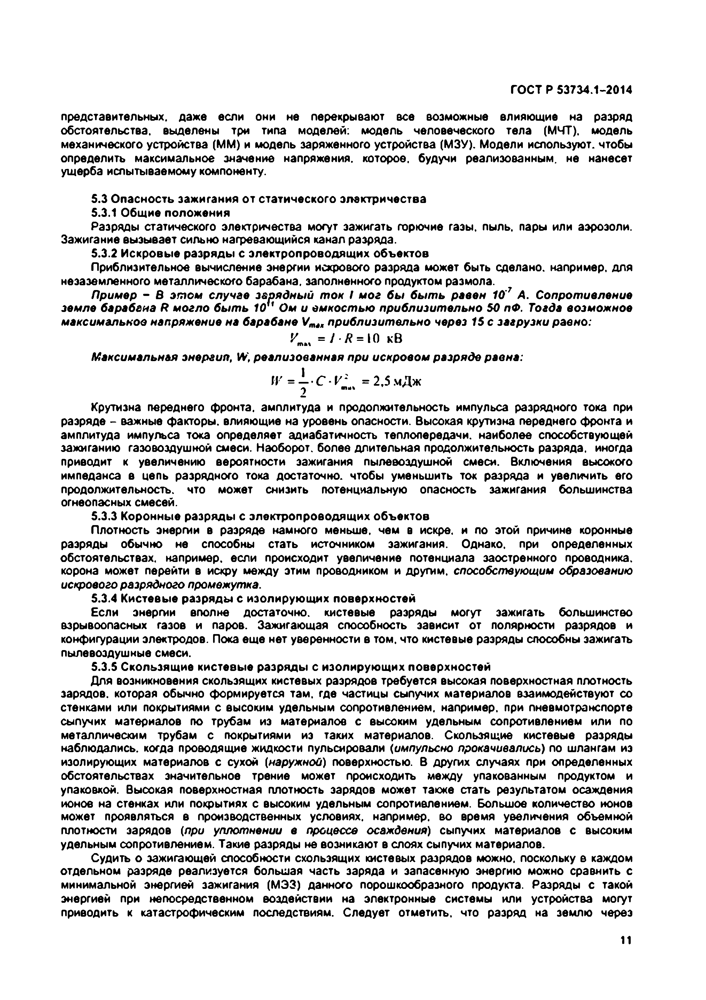 ГОСТ Р 53734.1–2014
представительных, даже если они не перекрывают все возможные влияющие на разряд
обстоятельства, выделены три типа моделей: модель человеческого тела (МЧТ), модель
механического устройства (ММ) и модель заряженного устройства (МЗУ). Модели используют, чтобы
определить максимальное значение напряжения, которое, будучи реализованным, не нанесет
ущерба испытываемому компоненту.
5.3 Опасность зажигания от статического электричества
5.3.1 Общие положения
Разряды статического электричества могут зажигать горючие газы, пыль, пары или аэрозоли.
Зажигание вызывает сильно нагревающийся канал разряда.
5.3.2 Искровые разряды с электропроводящих объектов
Приблизительное вычисление энергии искрового разряда может быть сделано, например, для
незаземленного металлического барабана, заполненного продуктом размола.
Пример – В этом случае зарядный ток I мог бы быть равен 10⁻⁷ А. Сопротивление
земле барабана R могло быть 10¹¹ Ом и емкостью приблизительно 50 пФ. Тогда возможное
максимальное напряжение на барабане Vmax приблизительно через 15 с загрузки равно:
Vmax = I · R = 10 кВ
Максимальная энергия, W, реализованная при искровом разряде равна:
W = 1/2 · C · V²max = 2,5 мДж
Крутизна переднего фронта, амплитуда и продолжительность импульса разрядного тока при
разряде – важные факторы, влияющие на уровень опасности. Высокая крутизна переднего фронта и
амплитуда импульса тока определяет адиабатичность теплопередачи, наиболее способствующей
зажиганию газовоздушной смеси. Наоборот, более длительная продолжительность разряда, иногда
приводит к увеличению вероятности зажигания пылевоздушной смеси. Включения высокого
импеданса в цепь разрядного тока достаточно, чтобы уменьшить ток разряда и увеличить его
продолжительность, что может снизить потенциальную опасность зажигания большинства
огнеопасных смесей.
5.3.3 Коронные разряды с электропроводящих объектов
Плотность энергии в разряде намного меньше, чем в искре, и по этой причине коронные
разряды обычно не способны стать источником зажигания. Однако, при определенных
обстоятельствах, например, если происходит увеличение потенциала заостренного проводника,
корона может перейти в искру между этим проводником и другим, способствующим образованию
искрового разрядного промежутка.
5.3.4 Кистевые разряды с изолирующих поверхностей
Если энергии вполне достаточно, кистевые разряды могут зажигать большинство
взрывоопасных газов и паров. Зажигающая способность зависит от полярности разрядов и
конфигурации электродов. Пока еще нет уверенности в том, что кистевые разряды способны зажигать
пылевоздушные смеси.
5.3.5 Скользящие кистевые разряды с изолирующих поверхностей
Для возникновения скользящих кистевых разрядов требуется высокая поверхностная плотность
зарядов, которая обычно формируется там, где частицы сыпучих материалов взаимодействуют со
стенками или покрытиями с высоким удельным сопротивлением, например, при пневмотранспорте
сыпучих материалов по трубам из материалов с высоким удельным сопротивлением или по
металлическим трубам с покрытиями из таких материалов. Скользящие кистевые разряды
наблюдались, когда проводящие жидкости пульсировали (импульсно прокачивались) по шлангам из
изолирующих материалов с сухой (наружной) поверхностью. В других случаях при определенных
обстоятельствах значительное трение может происходить между упакованным продуктом и
упаковкой. Высокая поверхностная плотность зарядов может также стать результатом осаждения
ионов на стенках или покрытиях с высоким удельным сопротивлением. Большое количество ионов
может проявляться в производственных условиях, например, во время увеличения объемной
плотности зарядов (при уплотнении в процессе осаждения) сыпучих материалов с высоким
удельным сопротивлением. Такие разряды не возникают в слоях сыпучих материалов.
Судить о зажигающей способности скользящих кистевых разрядов можно, поскольку в каждом
отдельном разряде реализуется большая часть заряда и запасенную энергию можно сравнить с
минимальной энергией зажигания (МЭЗ) данного порошкообразного продукта. Разряды с такой
энергией при непосредственном воздействии на электронные системы или устройства могут
приводить к катастрофическим последствиям. Следует отметить, что разряд на землю через
11